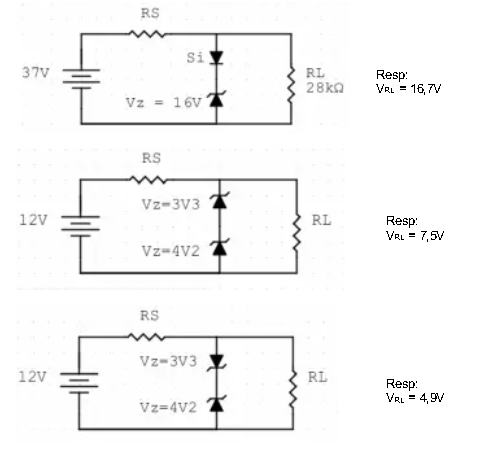 RS
37V
Si
Vz = 16V
RL
28kΩ
Resp:
VRL = 16,7V
RS
12V
Vz=3V3
Vz=4V2
RL
Resp:
VRL = 7,5V
RS
12V
Vz=3V3
Vz=4V2
RL
Resp:
VRL = 4,9V